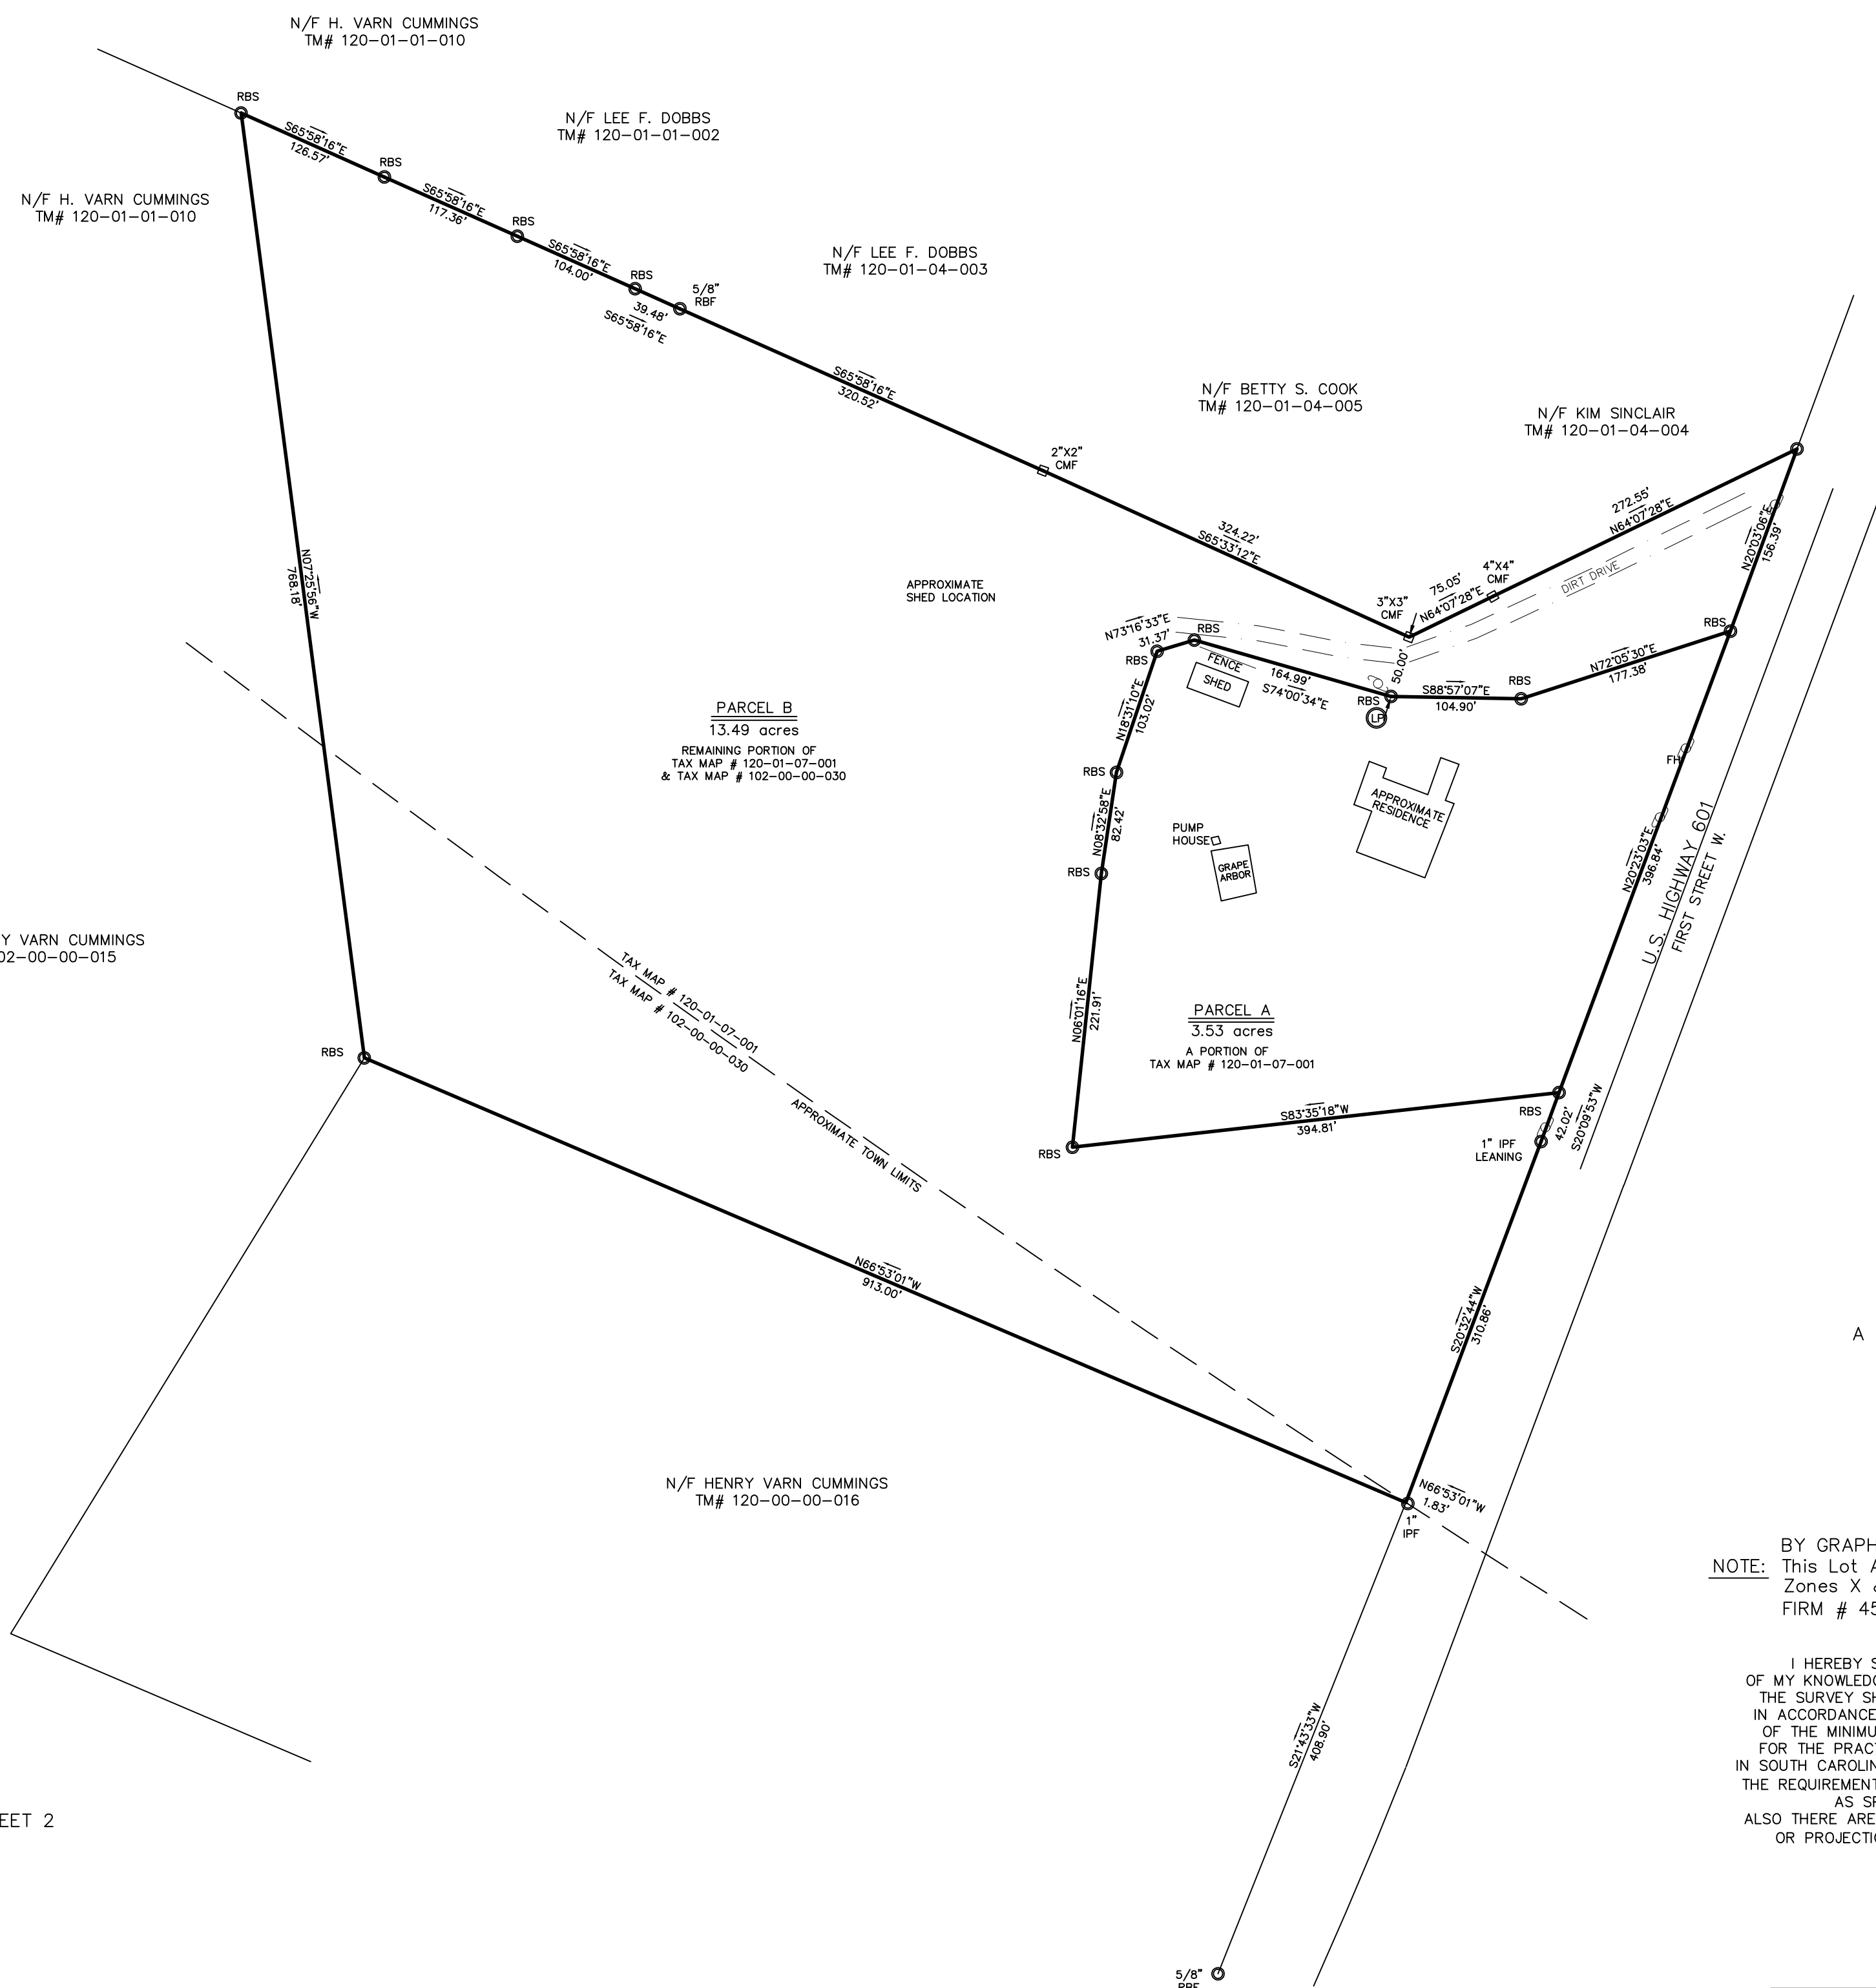 N/F H. VARN CUMMINGS
TM# 120-01-01-010
RBS
N/F LEE F. DOBBS
TM# 120-01-01-002
S65°58'16"E
126.57'
RBS
N/F H. VARN CUMMINGS
TM# 120-01-01-010
S65°58'16"E
117.36'
RBS
S65°58'16"E
104.00'
RBS
39.48'
S65°58'16"E
5/8"
RBF
N/F LEE F. DOBBS
TM# 120-01-04-003
S65°58'16"E
320.52'
N/F BETTY S. COOK
TM# 120-01-04-005
N/F KIM SINCLAIR
TM# 120-01-04-004
2"X2"
CMF
324.22'
S65°33'12"E
272.55'
N64°07'28"E
N20°03'06"E
156.39'
4"X4"
CMF
DIRT DRIVE
75.05'
N64°07'28"E
3"X3"
CMF
N07°25'56"W
768.18'
APPROXIMATE
SHED LOCATION
N73°16'33"E
31.37'
RBS
RBS
RBS
FENCE
SHED
164.99'
S74°00'34"E
50.00'
RBS
LP
S88°57'07"E
104.90'
RBS
N72°05'30"E
177.38'
N18°31'10"E
103.02'
PARCEL B
13.49 acres
REMAINING PORTION OF
TAX MAP # 120-01-07-001
& TAX MAP # 102-00-00-030
RBS
FH
APPROXIMATE
RESIDENCE
N08°32'58"E
82.42'
PUMP
HOUSE
GRAPE
ARBOR
RBS
N20°23'03"E
396.84'
U.S. HIGHWAY 601
FIRST STREET W.
Y VARN CUMMINGS
02-00-00-015
TAX MAP # 120-01-07-001
TAX MAP # 102-00-00-030
N06°01'16"E
221.91'
PARCEL A
3.53 acres
A PORTION OF
TAX MAP # 120-01-07-001
RBS
APPROXIMATE TOWN LIMITS
S83°35'18"W
394.81'
RBS
RBS
42.02'
S20°09'53"W
1" IPF
LEANING
N66°53'01"W
913.00'
S20°32'44"W
310.86'
A
N/F HENRY VARN CUMMINGS
TM# 120-00-00-016
N66°53'01"W
1.83'
1"
IPF
BY GRAPH
NOTE: This Lot A
Zones X &
FIRM # 45
I HEREBY S
OF MY KNOWLEDG
THE SURVEY SH
IN ACCORDANCE
OF THE MINIMU
FOR THE PRACT
IN SOUTH CAROLIN
THE REQUIREMENT
AS SP
ALSO THERE ARE
OR PROJECTIO
S21°43'33"W
408.90'
EET 2
5/8"
RBF